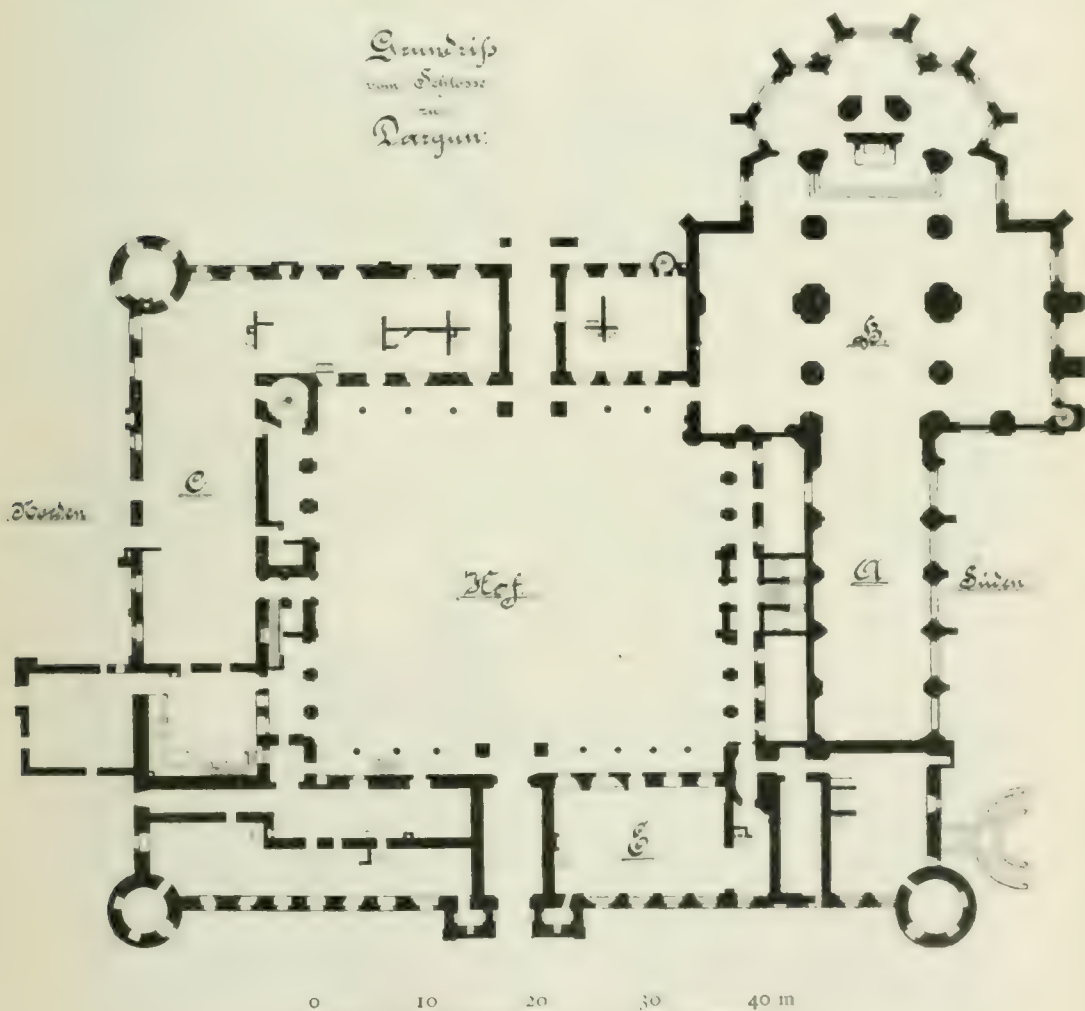 Grundriß
vom Schlosse
zu
Dargun:
B
C
Norden
Hof
A
Süden
E
0 10 20 30 40 m